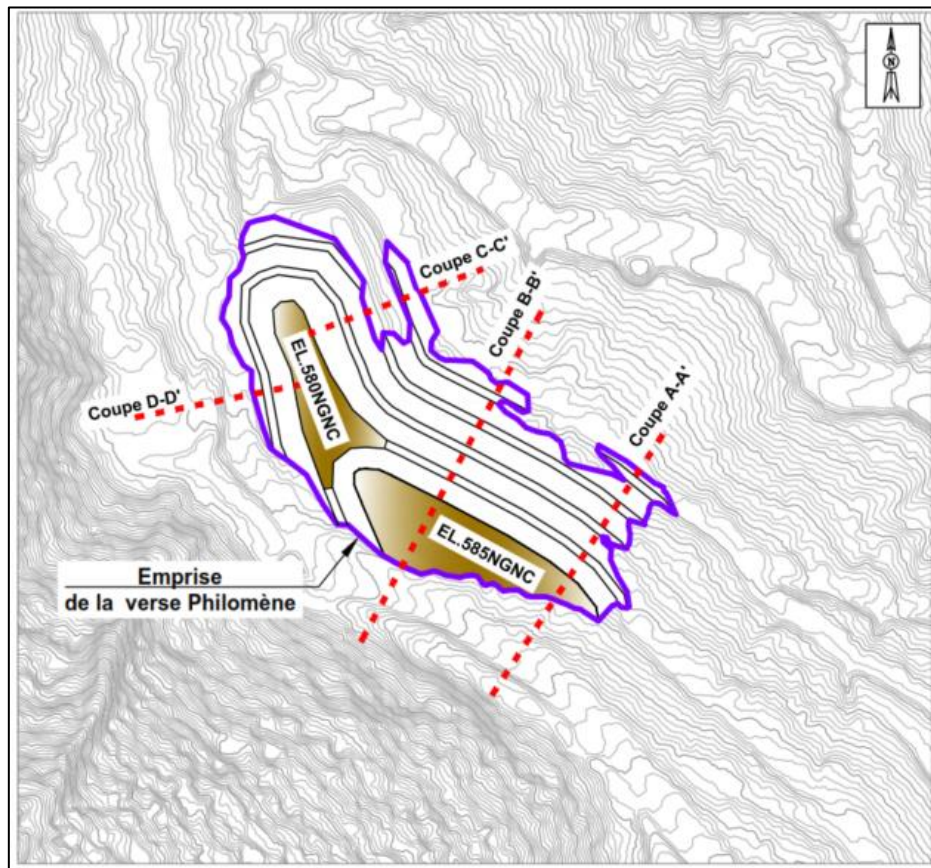 N
Coupe C-C'
Coupe B-B'
Coupe A-A'
EL.580NGNC
Coupe D-D'
EL.585NGNC
Emprise
de la verse Philomène